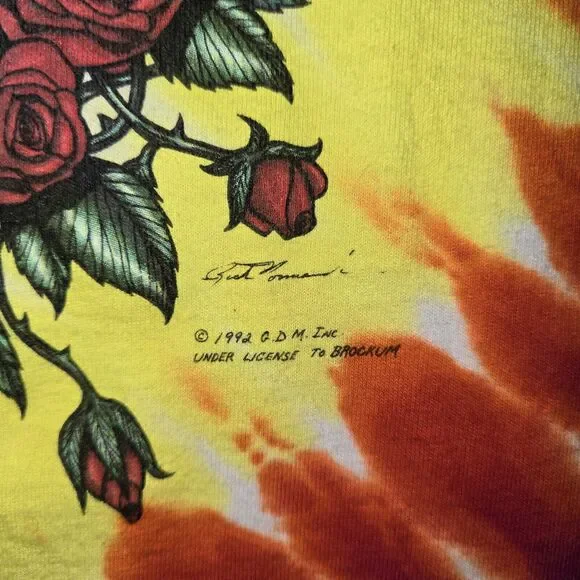 © 1992 G.D M. INC.
UNDER LICENSE TO BROCKUM